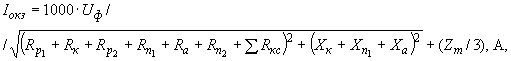 I_окз = 1000 · U_ф /
/ √((R_р1 + R_к + R_р2 + R_п1 + R_а + R_п2 + ∑R_кс)² + (X_к + X_п1 + X_а)²) + (Z_т / 3), А,